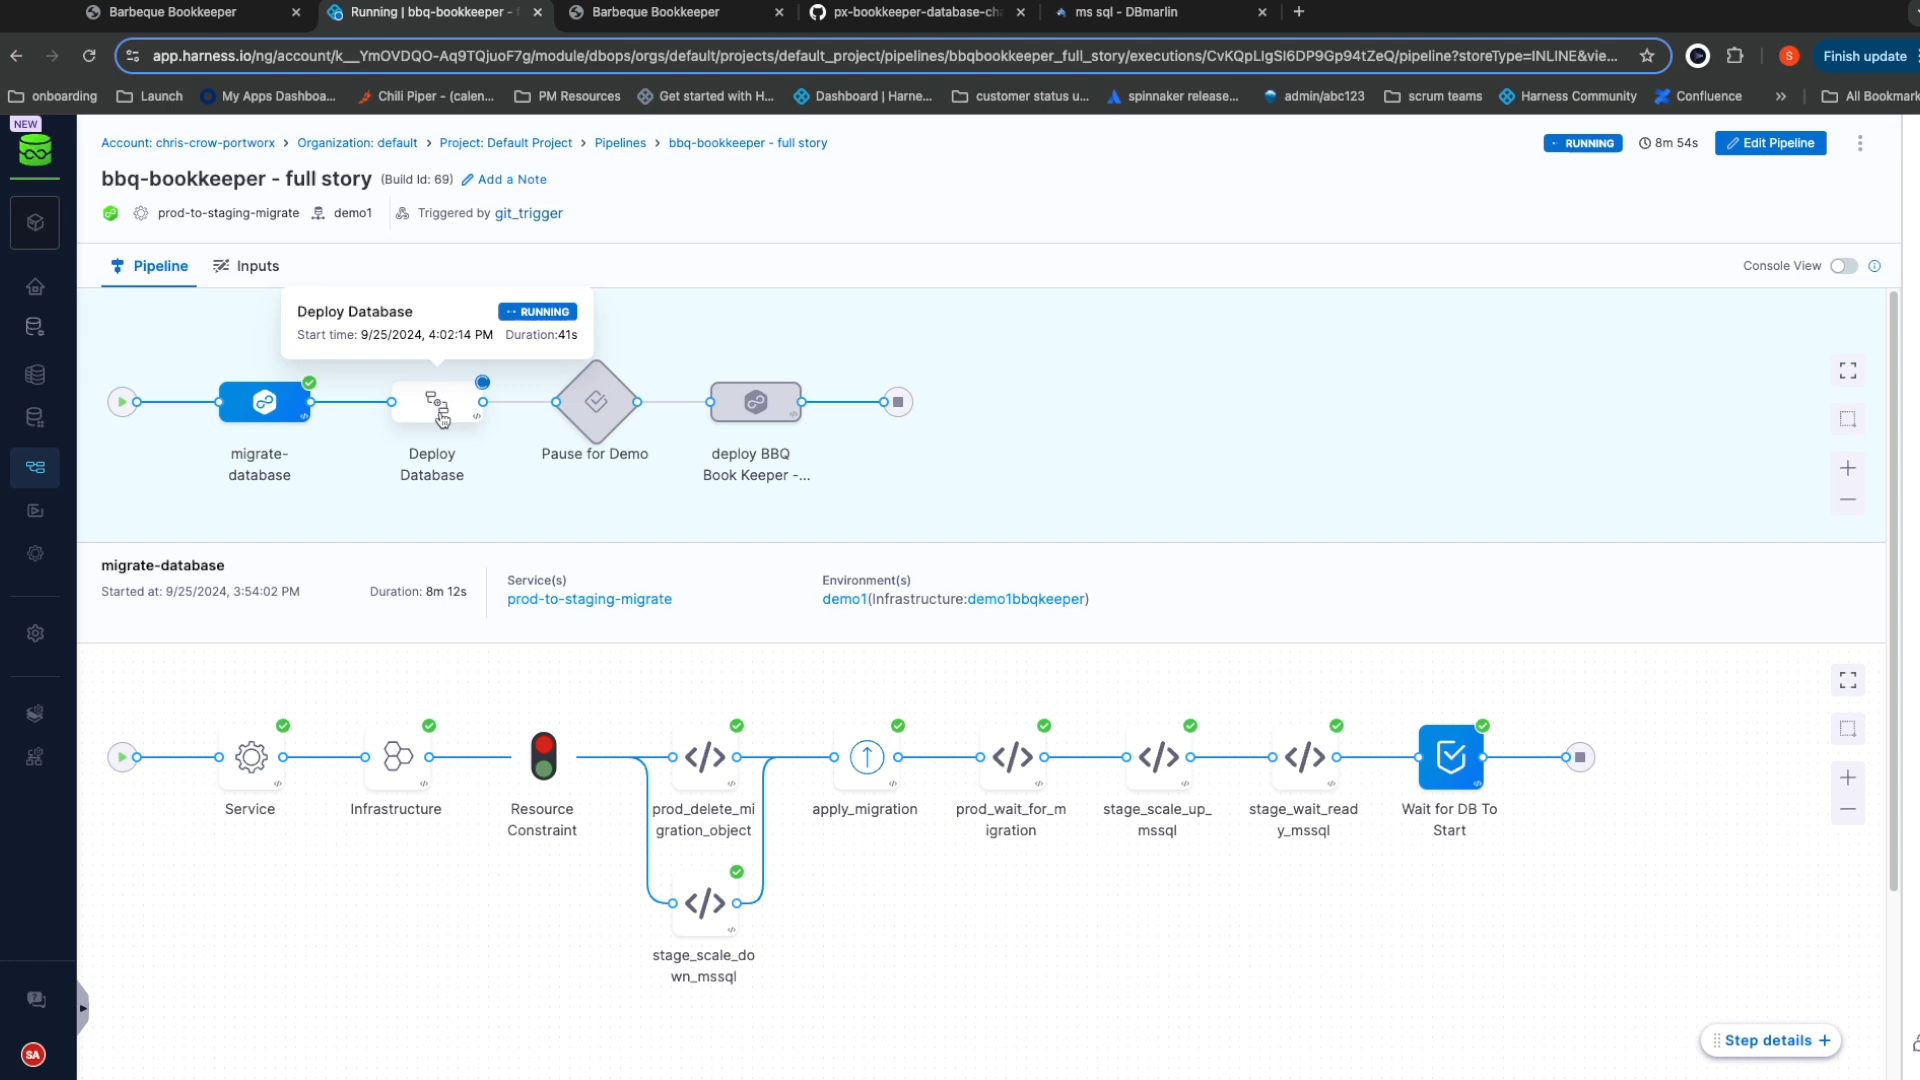 Barbeque Bookkeeper
Running | bbq-bookkeeper -
Barbeque Bookkeeper
px-bookkeeper-database-ch
ms sql - DBmarlin
app.harness.io/ng/account/k__YmOVDQO-Aq9TQjuoF7g/module/dbops/orgs/default/projects/default_project/pipelines/bbqbookkeeper_full_story/executions/CvKQpLIgSI6DP9Gp94tZeQ/pipeline?storeType=INLINE&vie...
S
Finish update
onboarding
Launch
My Apps Dashboa...
Chili Piper - (calen...
PM Resources
Get started with H...
Dashboard | Harne...
customer status u...
spinnaker release...
admin/abc123
scrum teams
Harness Community
Confluence
»
All Bookmark
NEW
Account: chris-crow-portworx > Organization: default > Project: Default Project > Pipelines > bbq-bookkeeper - full story
RUNNING
8m 54s
Edit Pipeline
bbq-bookkeeper - full story (Build Id: 69) Add a Note
prod-to-staging-migrate demo1 Triggered by git_trigger
Pipeline
Inputs
Console View
Deploy Database
RUNNING
Start time: 9/25/2024, 4:02:14 PM Duration:41s
migrate-
database
Deploy
Database
Pause for Demo
deploy BBQ
Book Keeper -...
migrate-database
Started at: 9/25/2024, 3:54:02 PM
Duration: 8m 12s
Service(s)
prod-to-staging-migrate
Environment(s)
demo1(Infrastructure:demo1bbqkeeper)
Service
Infrastructure
Resource
Constraint
prod_delete_mi
gration_object
apply_migration
prod_wait_for_m
igration
stage_scale_up_
mssql
stage_wait_read
y_mssql
Wait for DB To
Start
stage_scale_do
wn_mssql
Step details +
SA